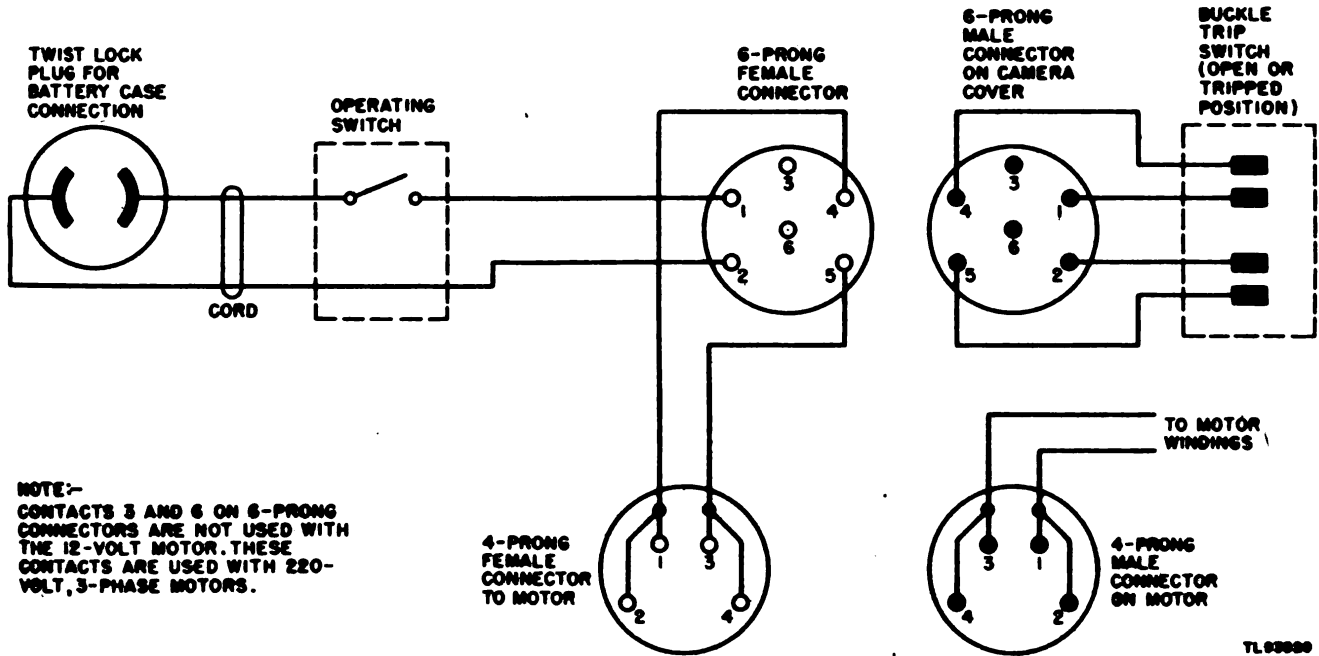 TWIST LOCK
PLUG FOR
BATTERY CASE
CONNECTION
OPERATING
SWITCH
CORD
6-PRONG
FEMALE
CONNECTOR
3
1
4
6
2
5
6-PRONG
MALE
CONNECTOR
ON CAMERA
COVER
3
4
1
6
5
2
BUCKLE
TRIP
SWITCH
(OPEN OR
TRIPPED
POSITION)
TO MOTOR
WINDINGS
NOTE:-
CONTACTS 3 AND 6 ON 6-PRONG
CONNECTORS ARE NOT USED WITH
THE 12-VOLT MOTOR. THESE
CONTACTS ARE USED WITH 220-
VOLT, 3-PHASE MOTORS.
4-PRONG
FEMALE
CONNECTOR
TO MOTOR
1
3
2
4
3
1
4
2
4-PRONG
MALE
CONNECTOR
ON MOTOR